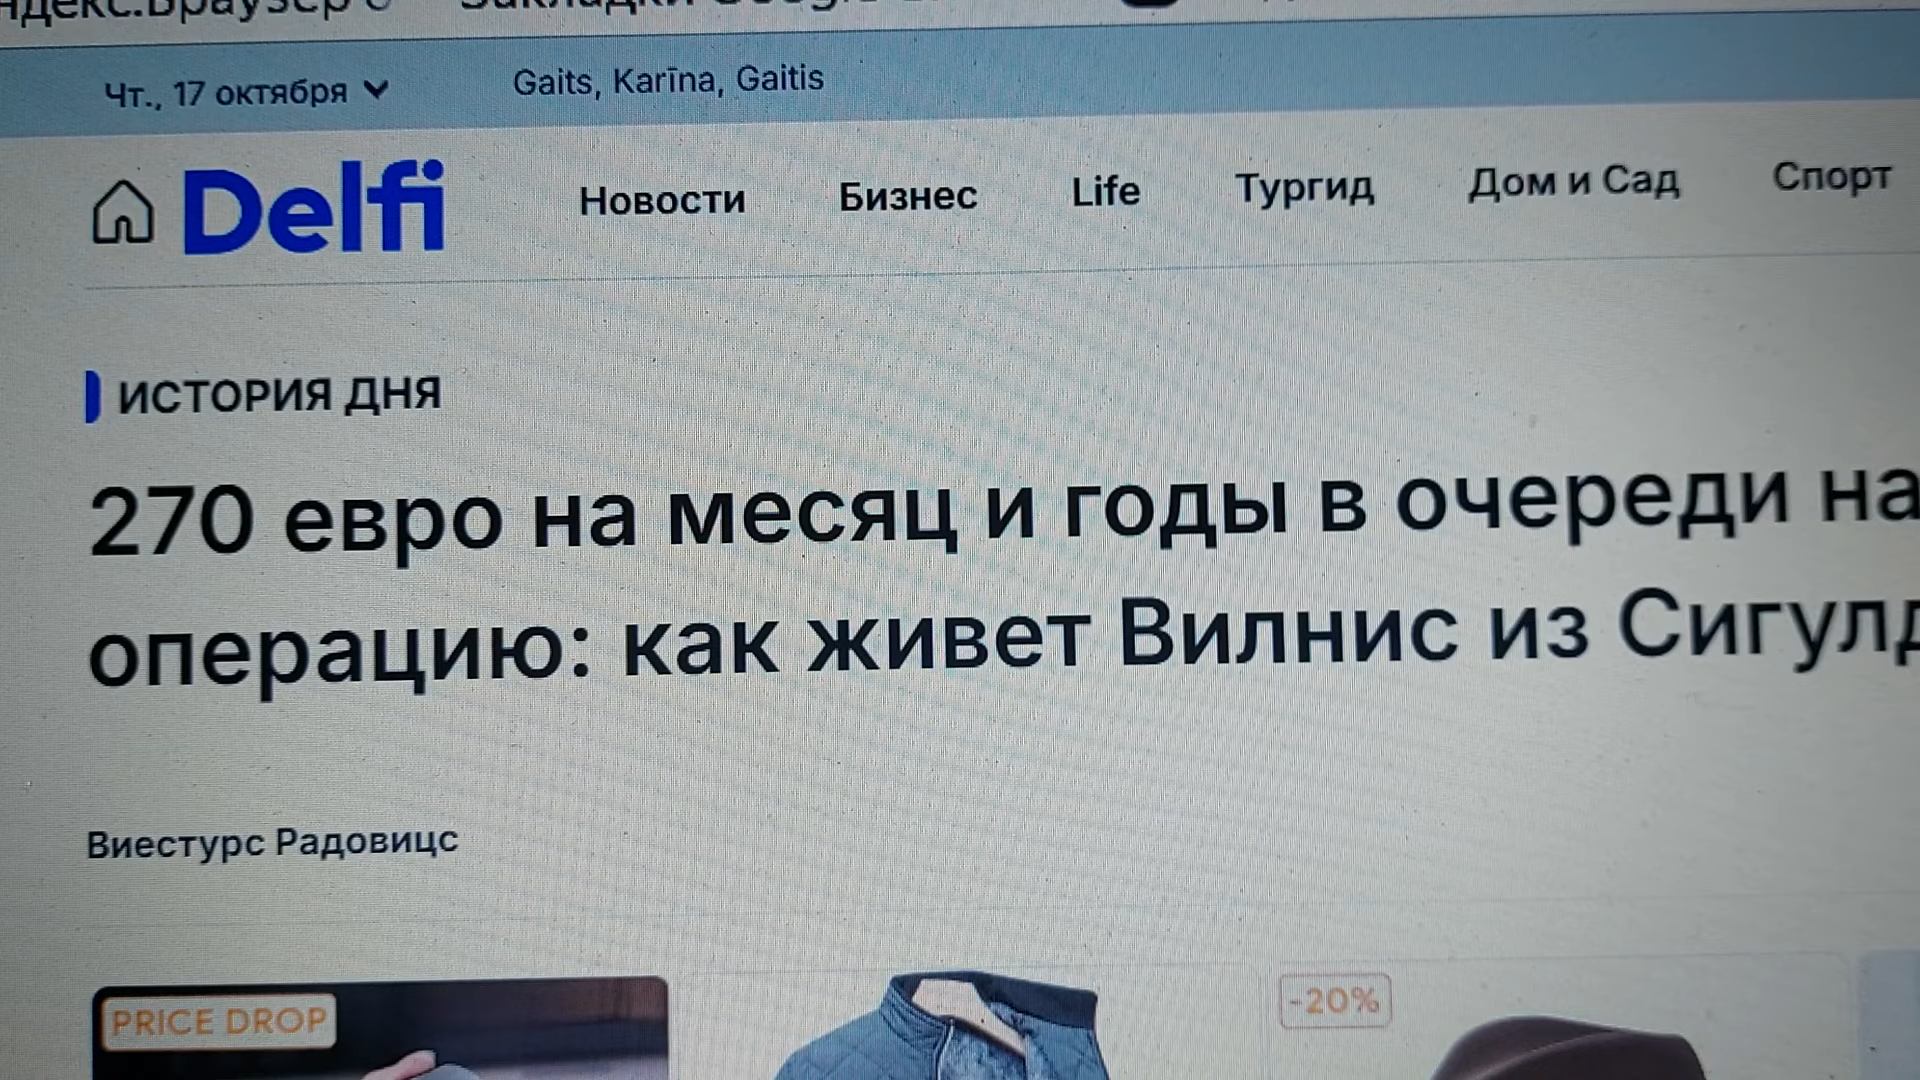 Чт., 17 октября
Gaits, Karīna, Gaitis
Delfi
Новости Бизнес Life Тургид Дом и Сад Спорт
ИСТОРИЯ ДНЯ
270 евро на месяц и годы в очереди на
операцию: как живет Вилнис из Сигулд
Виестурс Радовицс
PRICE DROP
-20%